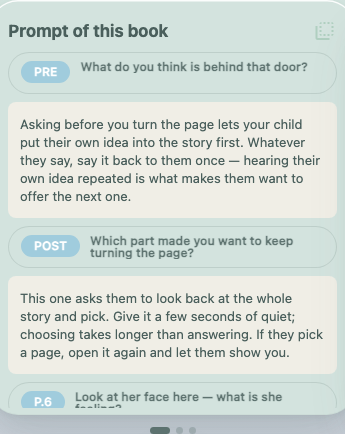 Prompt of this book
PRE What do you think is behind that door?
Asking before you turn the page lets your child
put their own idea into the story first. Whatever
they say, say it back to them once — hearing their
own idea repeated is what makes them want to
offer the next one.
POST Which part made you want to keep
turning the page?
This one asks them to look back at the whole
story and pick. Give it a few seconds of quiet;
choosing takes longer than answering. If they pick
a page, open it again and let them show you.
P.6 Look at her face here — what is she
feeling?